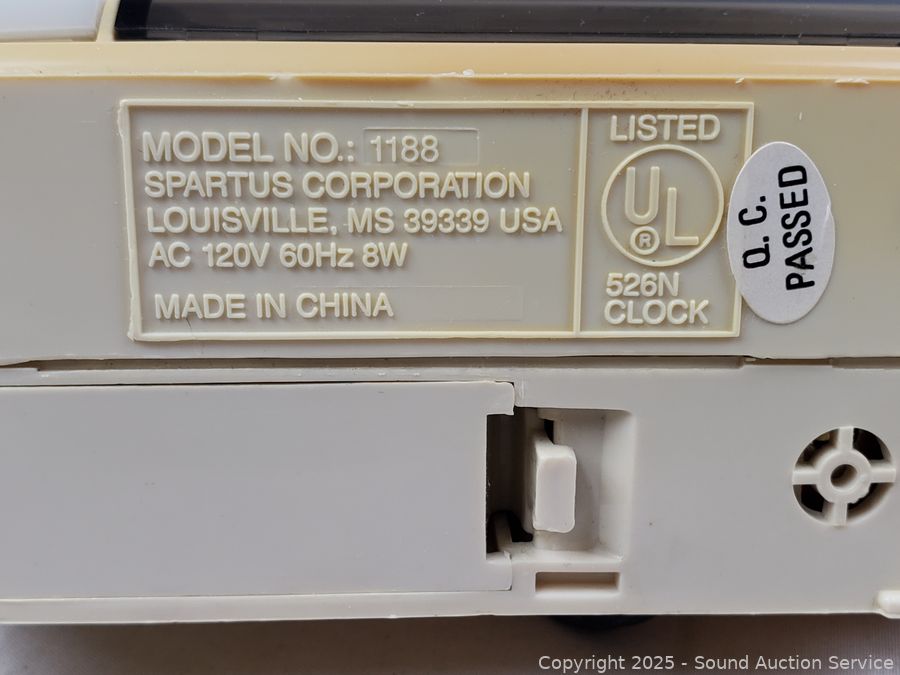 MODEL NO.: 1188
SPARTUS CORPORATION
LOUISVILLE, MS 39339 USA
AC 120V 60Hz 8W
MADE IN CHINA
LISTED
UL
®
526N
CLOCK
Q. C.
PASSED
Copyright © 2025 - Sound Auction Service